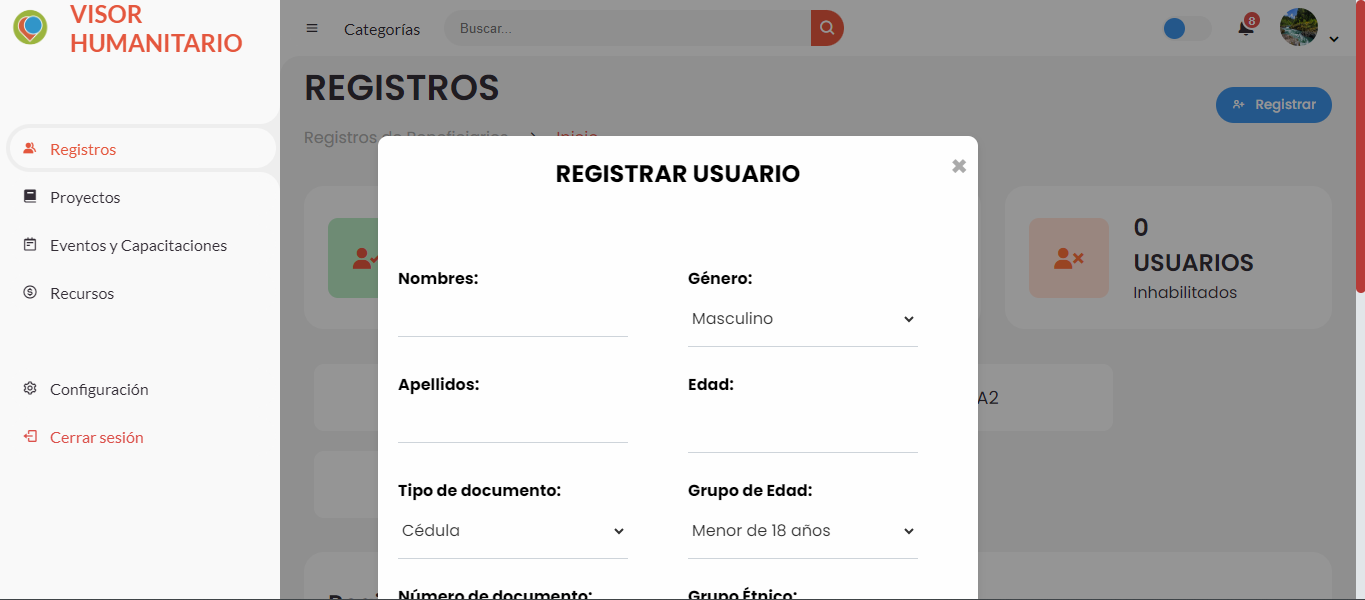 VISOR
HUMANITARIO
Categorías
Buscar...
8
REGISTROS
Registrar
Registros de Beneficiarios > Inicio
Registros
Proyectos
Eventos y Capacitaciones
Recursos
Configuración
Cerrar sesión
REGISTRAR USUARIO
Nombres:
Género:
Masculino
Apellidos:
Edad:
Tipo de documento:
Grupo de Edad:
Cédula
Menor de 18 años
Número de documento:
Grupo Étnico:
0
USUARIOS
Inhabilitados
A2